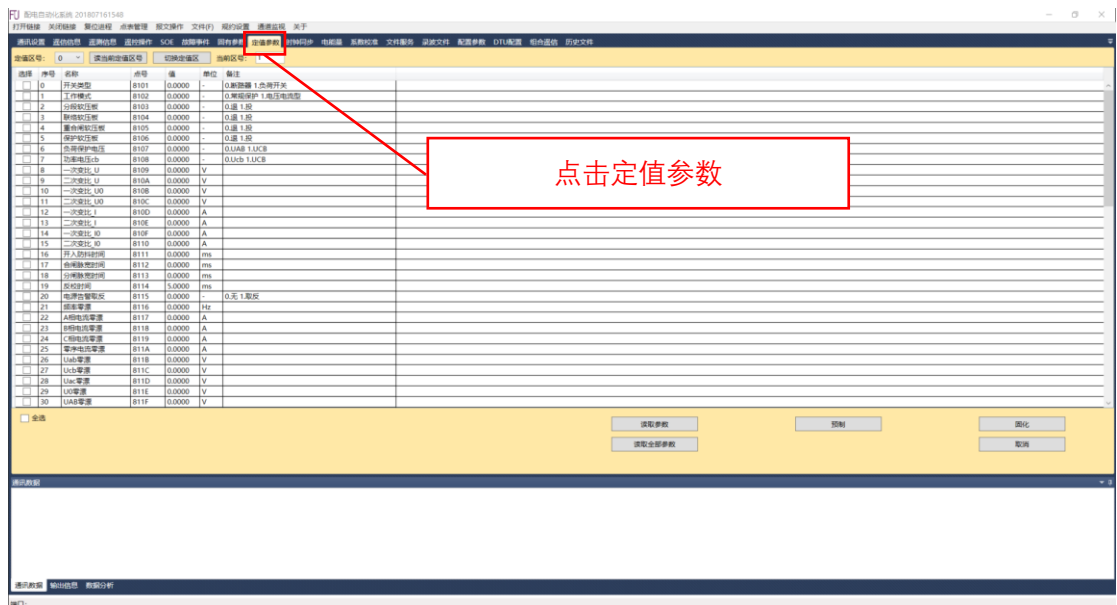 配电自动化系统 201807161548
打开链接 关闭链接 复位进程 点表管理 报文操作 文件(F) 规约设置 通道监视 关于
通讯设置 遥信信息 遥测信息 遥控操作 SOE 故障事件 固有参数 定值参数 时钟同步 电能量 系数校准 文件服务 录波文件 配置参数 DTU配置 组合遥信 历史文件
定值区号: 0 读当前定值区号 切换定值区 当前区号: 1
选择 序号 名称 点号 值 单位 备注
0 开关类型 8101 0.0000 - 0.断路器 1.负荷开关
1 工作模式 8102 0.0000 - 0.常规保护 1.电压电流型
2 分段软压板 8103 0.0000 - 0.退 1.投
3 联络软压板 8104 0.0000 - 0.退 1.投
4 重合闸软压板 8105 0.0000 - 0.退 1.投
5 保护软压板 8106 0.0000 - 0.退 1.投
6 负荷保护电压 8107 0.0000 - 0.UAB 1.UCB
7 功率电压cb 8108 0.0000 - 0.Ucb 1.UCB
8 一次变比_U 8109 0.0000 V
9 二次变比_U 810A 0.0000 V
10 一次变比_U0 810B 0.0000 V
11 二次变比_U0 810C 0.0000 V
12 一次变比_I 810D 0.0000 A
13 二次变比_I 810E 0.0000 A
14 一次变比_I0 810F 0.0000 A
15 二次变比_I0 8110 0.0000 A
16 开入防抖时间 8111 0.0000 ms
17 合闸脉宽时间 8112 0.0000 ms
18 分闸脉宽时间 8113 0.0000 ms
19 反校时间 8114 5.0000 ms
20 电源告警取反 8115 0.0000 - 0.无 1.取反
21 频率零漂 8116 0.0000 Hz
22 A相电流零漂 8117 0.0000 A
23 B相电流零漂 8118 0.0000 A
24 C相电流零漂 8119 0.0000 A
25 零序电流零漂 811A 0.0000 A
26 Uab零漂 811B 0.0000 V
27 Ucb零漂 811C 0.0000 V
28 Uac零漂 811D 0.0000 V
29 U0零漂 811E 0.0000 V
30 UAB零漂 811F 0.0000 V
点击定值参数
全选 读取参数 预制 固化
读取全部参数 取消
通讯数据
通讯数据 输出信息 数据分析
端口: